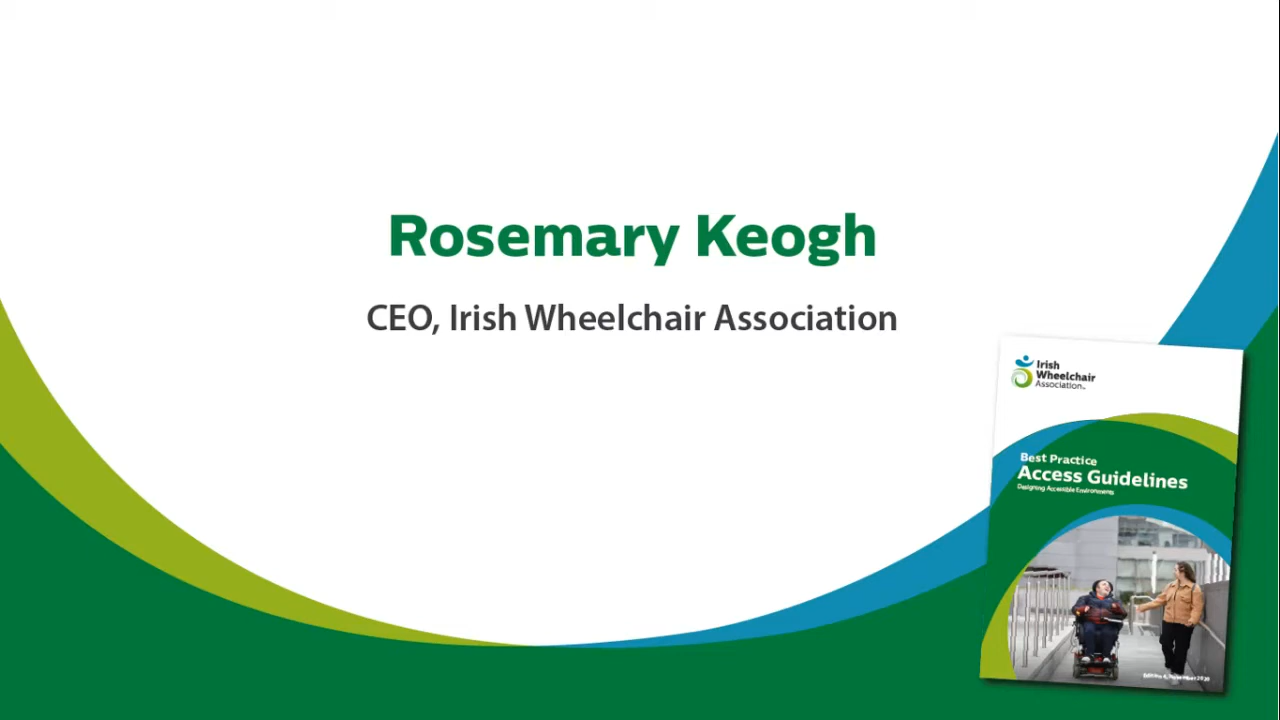 Rosemary Keogh
CEO, Irish Wheelchair Association
Irish
Wheelchair
Association
Best Practice
Access Guidelines
Designing Accessible Environments